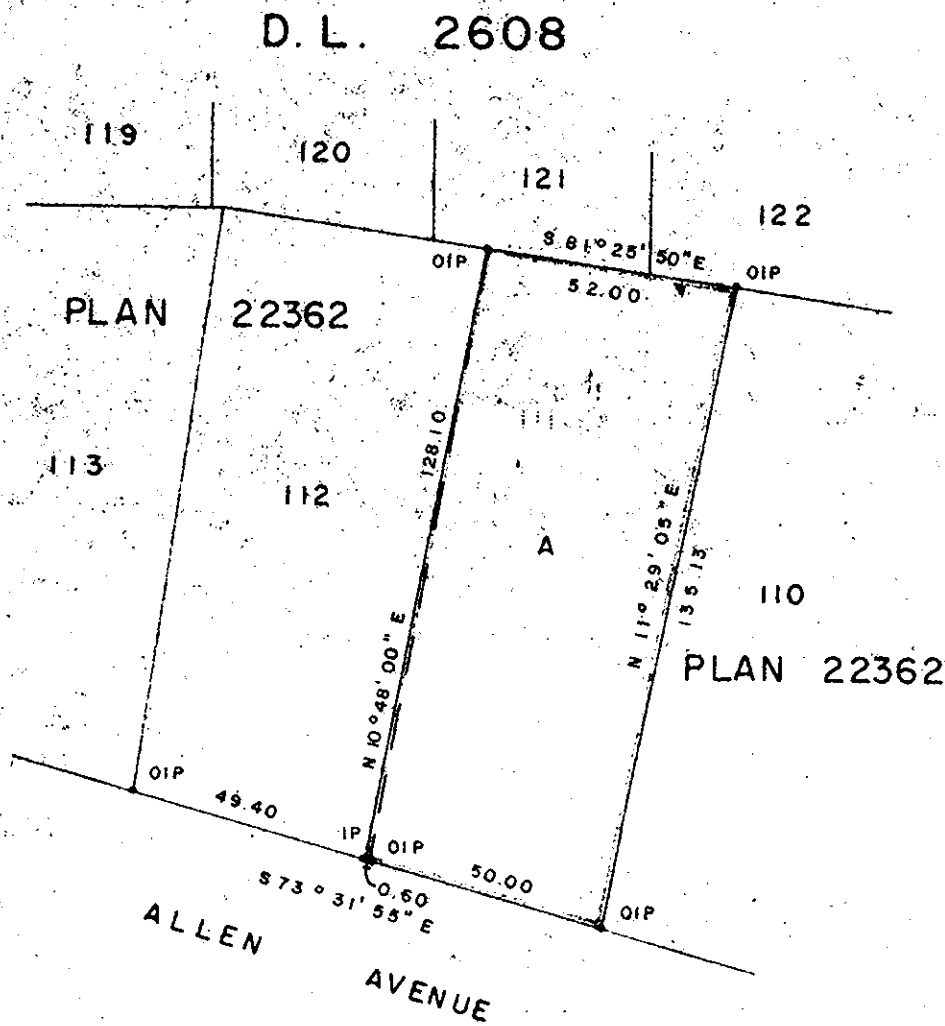 D. L. 2608
119
120
121
122
S 81° 25' 50" E
OIP
OIP
52.00
PLAN 22362
128.10
113
112
A
N 11° 29' 05" E
135.13
110
N 10° 48' 00" E
PLAN 22362
OIP
49.40
IP
OIP
50.00
0.60
S 73° 31' 55" E
OIP
ALLEN AVENUE